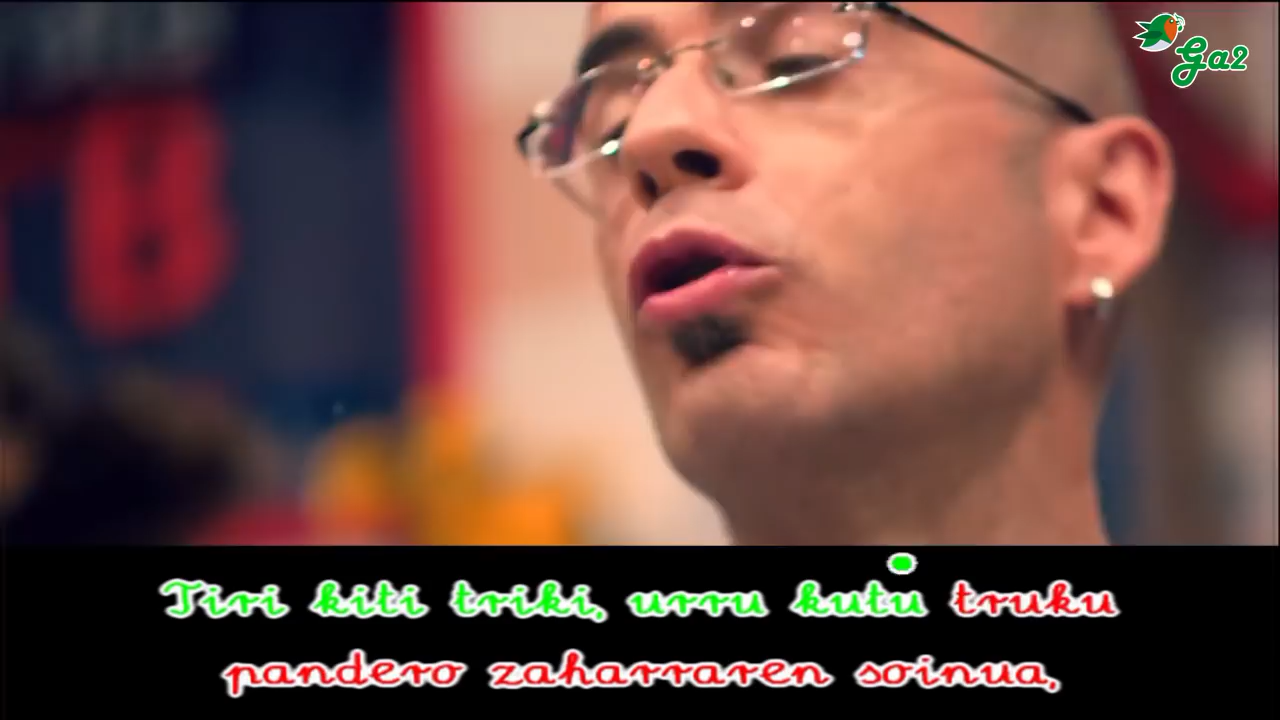 Ga2
Tiri kiti triki, urru kutu truku
pandero zaharraren soinua,